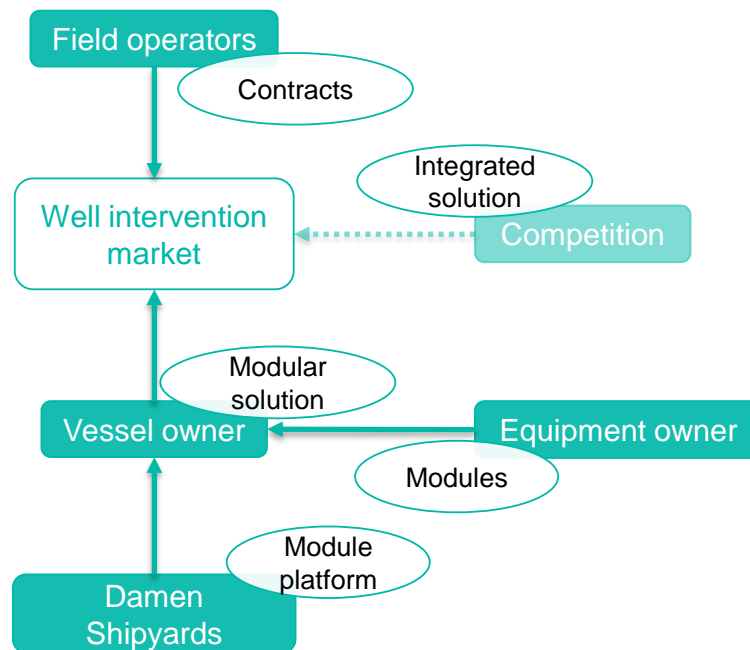 Field operators
Contracts
Integrated
solution
Well intervention
market
Competition
Modular
solution
Vessel owner
Equipment owner
Modules
Module
platform
Damen
Shipyards